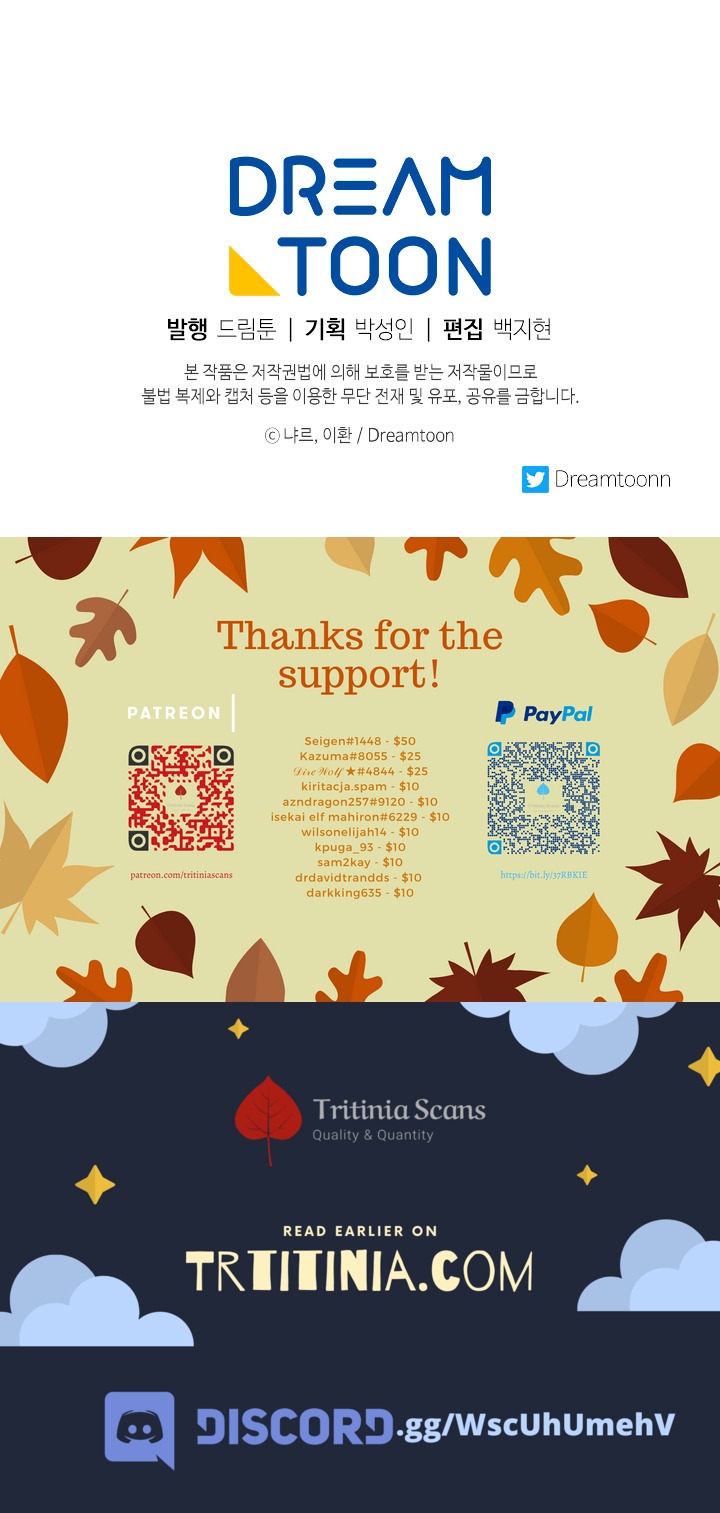 DREAM
TOON
발행 드림툰 | 기획 박성인 | 편집 백지현
본 작품은 저작권법에 의해 보호를 받는 저작물이므로
불법 복제와 캡처 등을 이용한 무단 전재 및 유포, 공유를 금합니다.
ⓒ 냐르, 이환 / Dreamtoon
Dreamtoonn
Thanks for the
support!
PATREON
PayPal
Seigen#1448 - $50
Kazuma#8055 - $25
𝒟𝒾𝓇𝑒 𝒲𝑜𝓁𝒻 ★#4844 - $25
kiritacja.spam - $10
azndragon257#9120 - $10
isekai elf mahiron#6229 - $10
wilsonelijah14 - $10
kpuga_93 - $10
sam2kay - $10
drdavidtrandds - $10
darkking635 - $10
patreon.com/tritiniascans
https://bit.ly/37RBKIE
Tritinia Scans
Quality & Quantity
READ EARLIER ON
TRTITINIA.COM
DISCORD.gg/WscUhUmehV